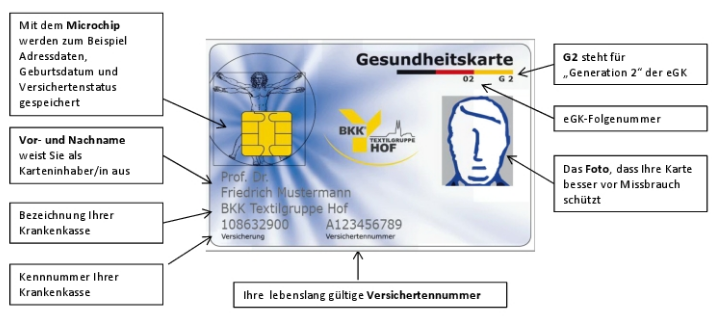 Mit dem Microchip
werden zum Beispiel
Adressdaten,
Geburtsdatum und
Versichertenstatus
gespeichert
Vor- und Nachname
weist Sie als
Karteninhaber/in aus
Bezeichnung Ihrer
Krankenkasse
Kennnummer Ihrer
Krankenkasse
Gesundheitskarte
02 G 2
BKK
TEXTILGRUPPE
HOF
Prof. Dr.
Friedrich Mustermann
BKK Textilgruppe Hof
108632900 A123456789
Versicherung Versichertennummer
G2 steht für
„Generation 2“ der eGK
eGK-Folgenummer
Das Foto, dass Ihre Karte
besser vor Missbrauch
schützt
Ihre lebenslang gültige Versichertennummer